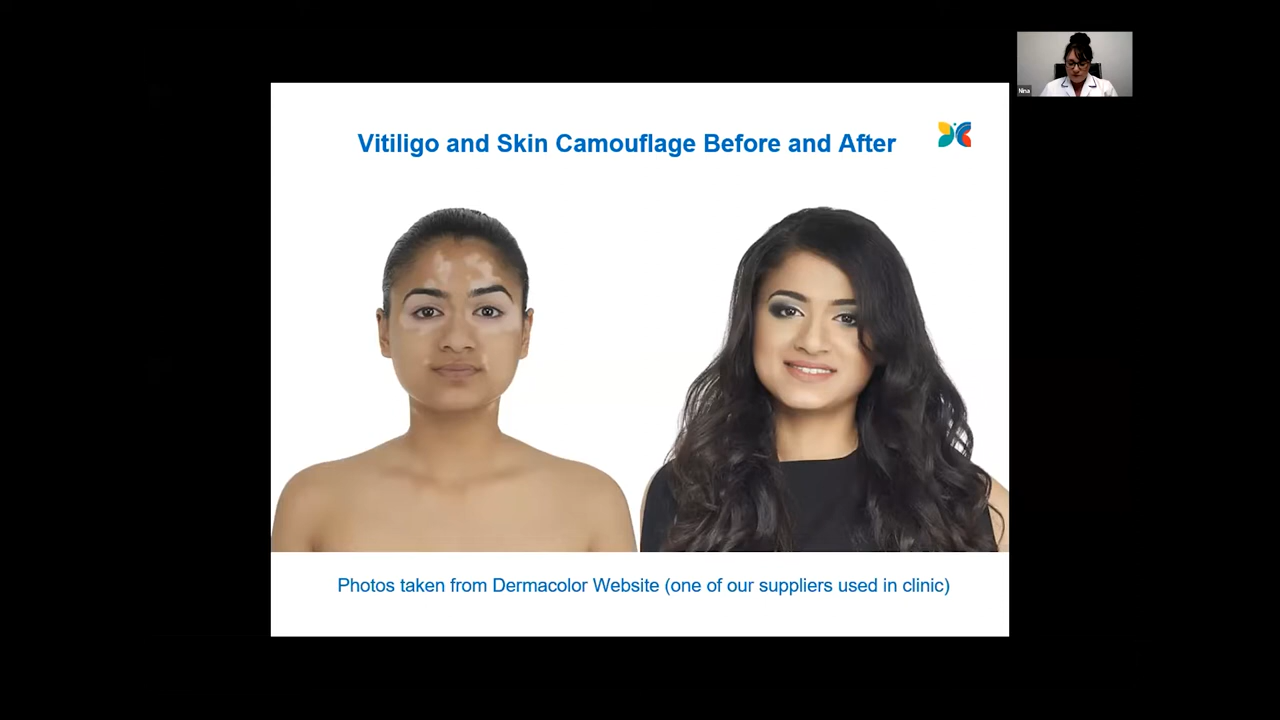 Vitiligo and Skin Camouflage Before and After
Nina
Photos taken from Dermacolor Website (one of our suppliers used in clinic)